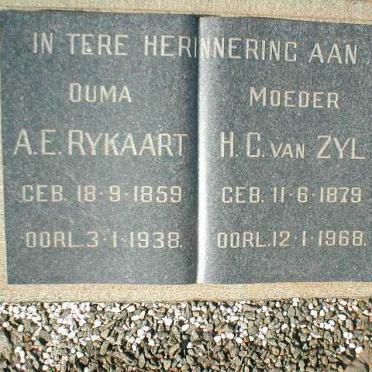 IN TERE HERINNERING AAN
OUMA
A.E. RYKAART
GEB. 18-9-1859
OORL. 3-1-1938.
MOEDER
H.C. VAN ZYL
GEB. 11-6-1879
OORL. 12-1-1968.